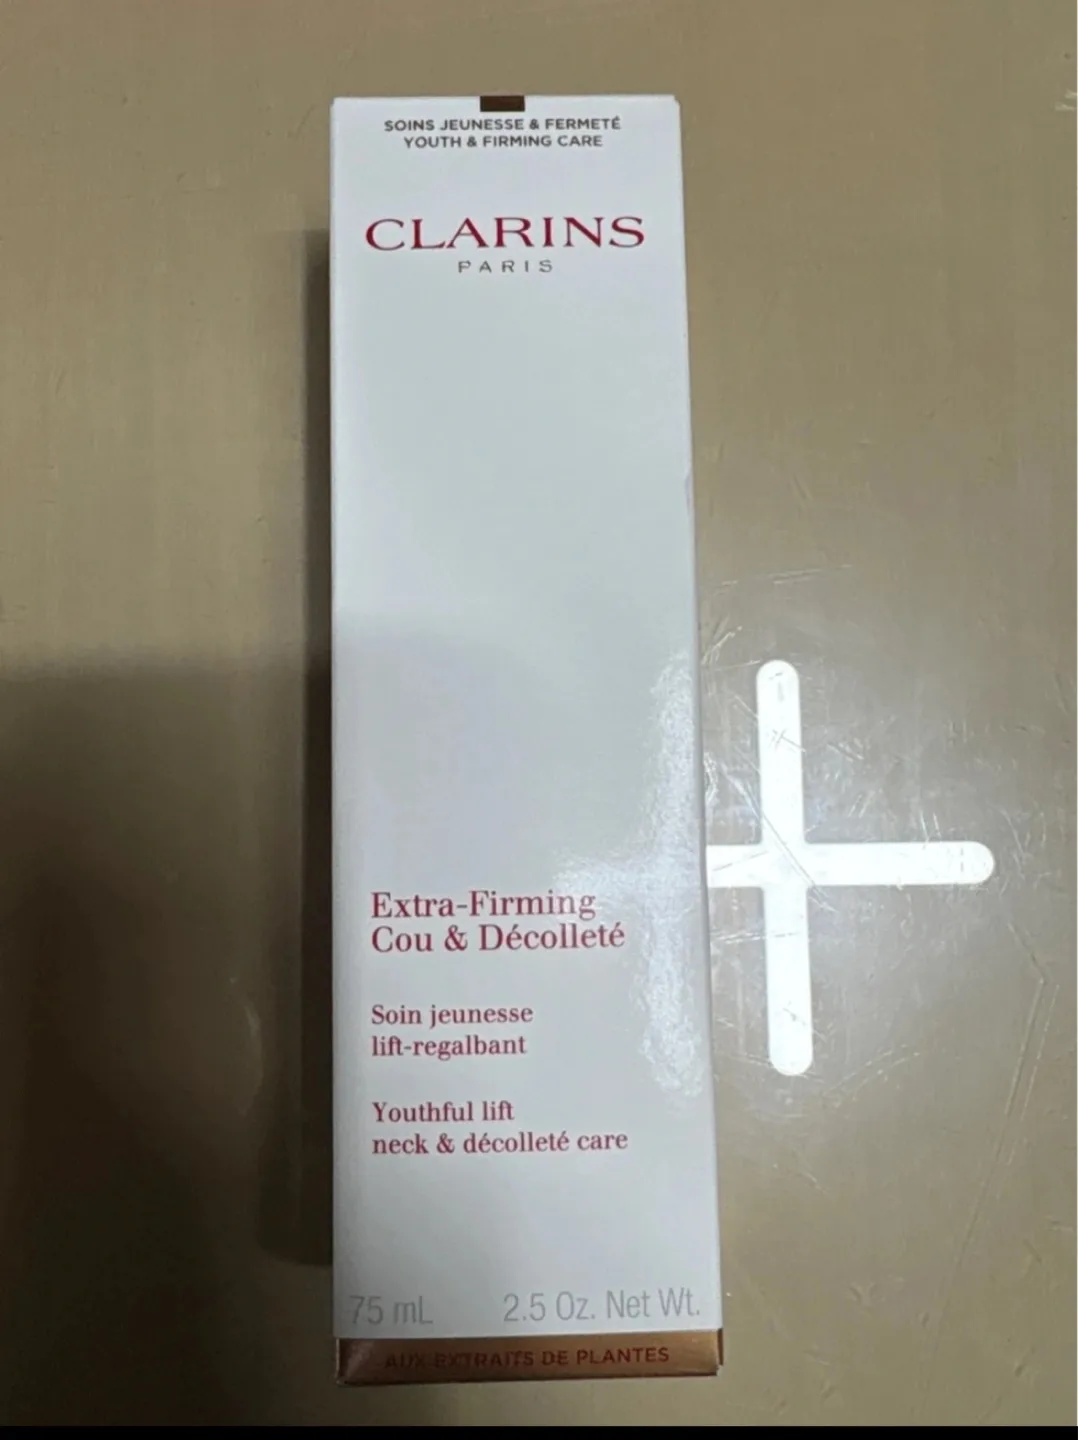 SOINS JEUNESSE & FERMETÉ
YOUTH & FIRMING CARE
CLARINS
PARIS
Extra-Firming
Cou & Décolleté
Soin jeunesse
lift-regalbant
Youthful lift
neck & décolleté care
75 mL 2.5 Oz. Net Wt.
AUX EXTRAITS DE PLANTES